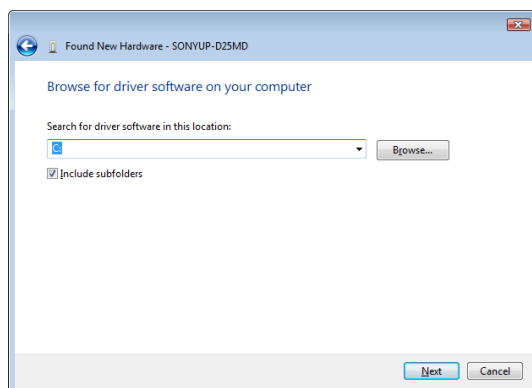 Found New Hardware - SONYUP-D25MD
Browse for driver software on your computer
Search for driver software in this location:
C:
Browse...
Include subfolders
Next Cancel